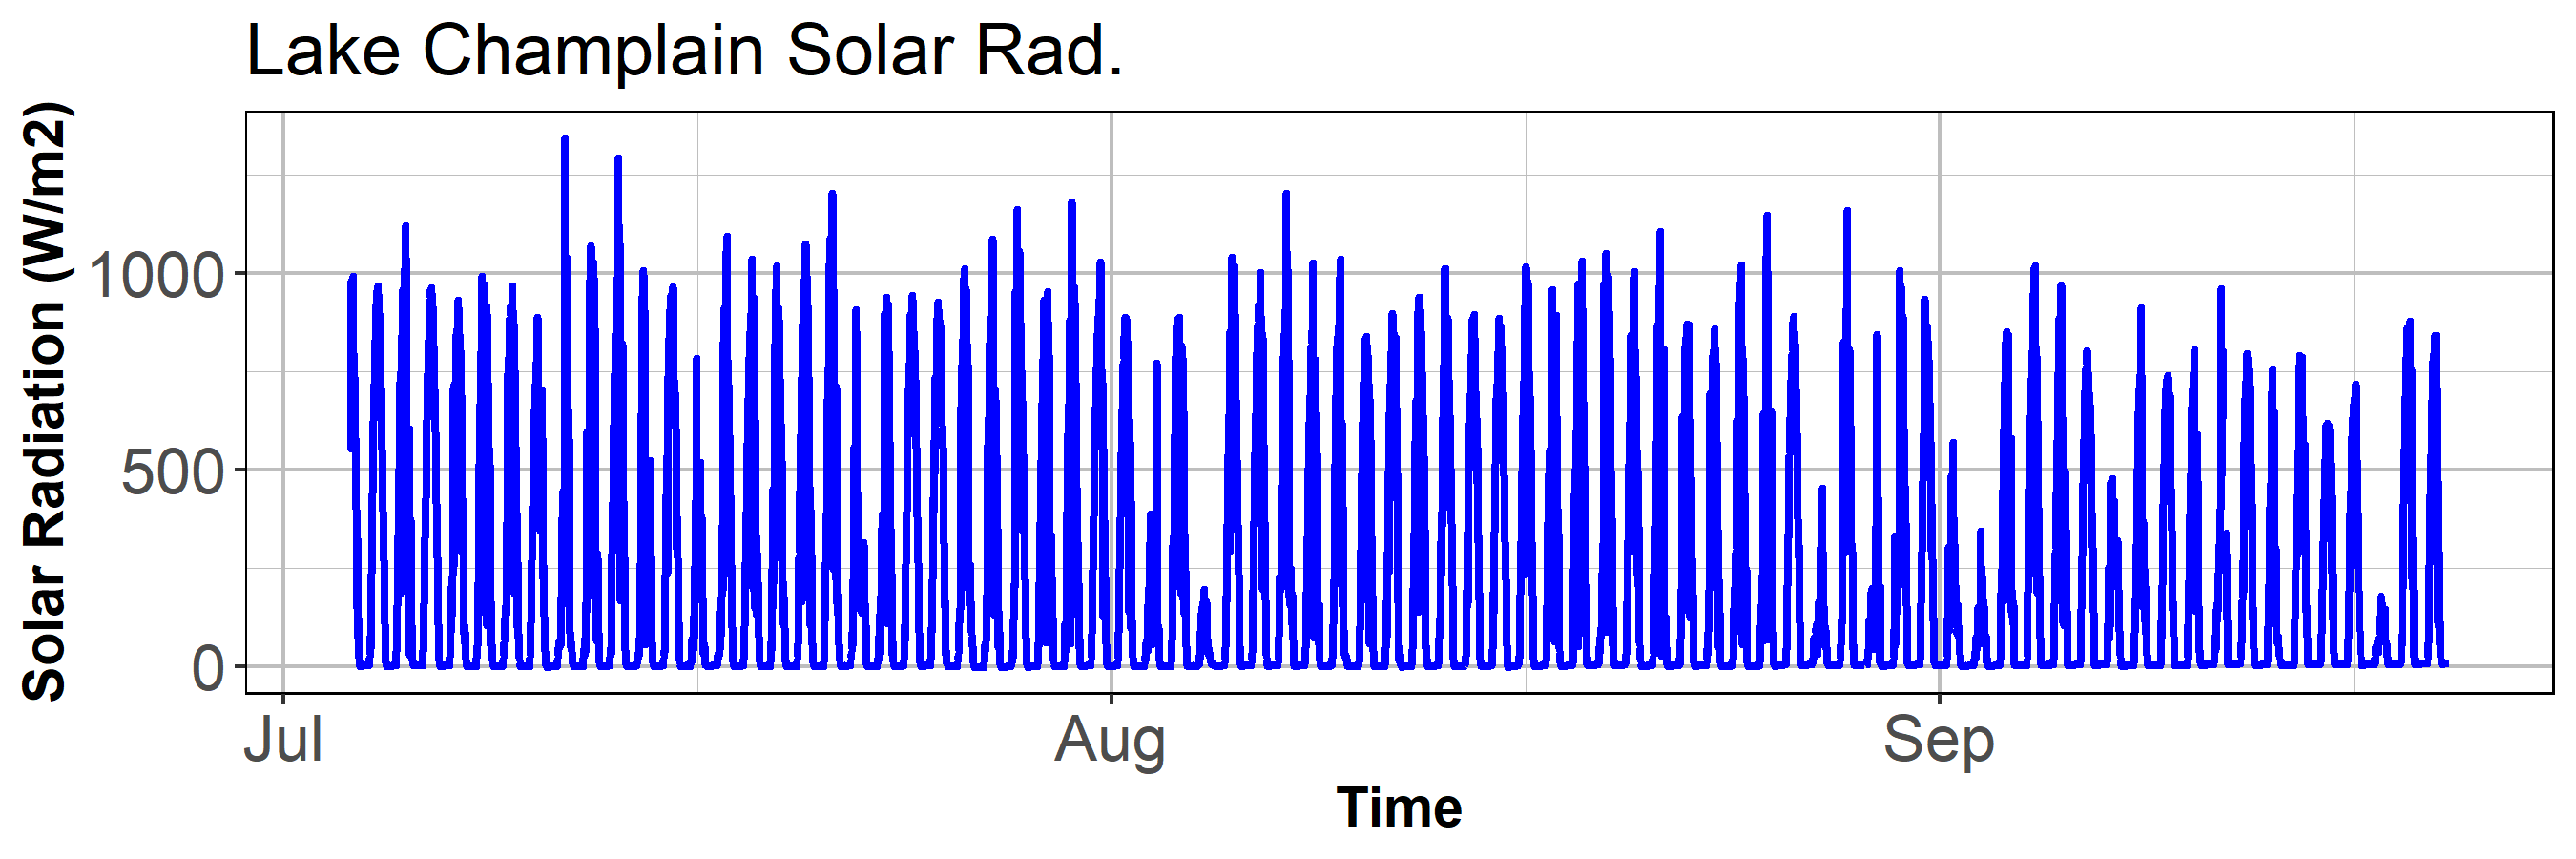 Lake Champlain Solar Rad.
Solar Radiation (W/m2)
1000
500
0
Jul Aug Sep
Time